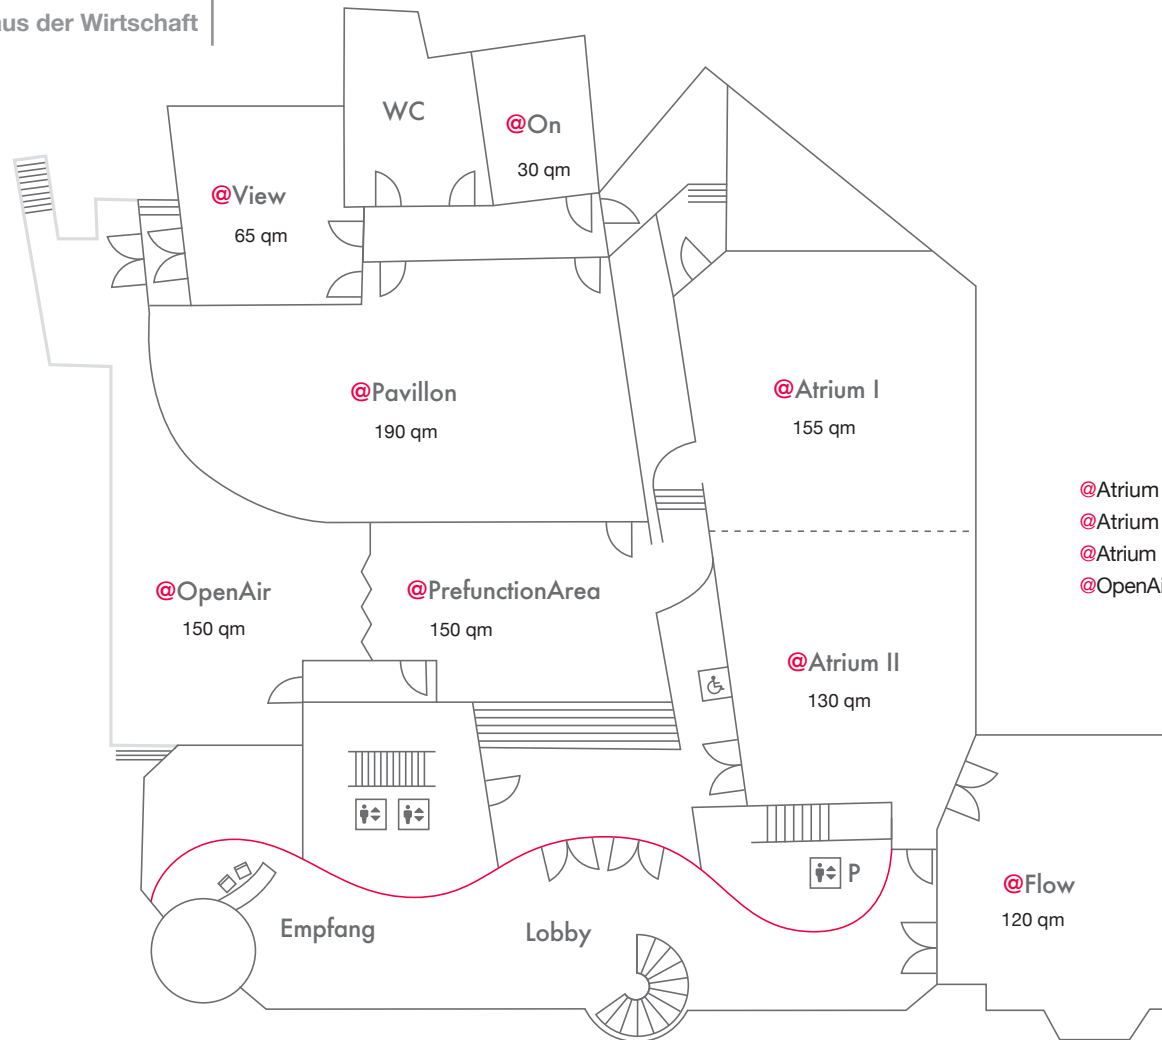 aus der Wirtschaft
WC
@On
30 qm
@View
65 qm
@Pavillon
190 qm
@Atrium I
155 qm
@Atrium
@Atrium
@Atrium
@OpenAi
@OpenAir
150 qm
@PrefunctionArea
150 qm
@Atrium II
130 qm
P
@Flow
120 qm
Empfang
Lobby